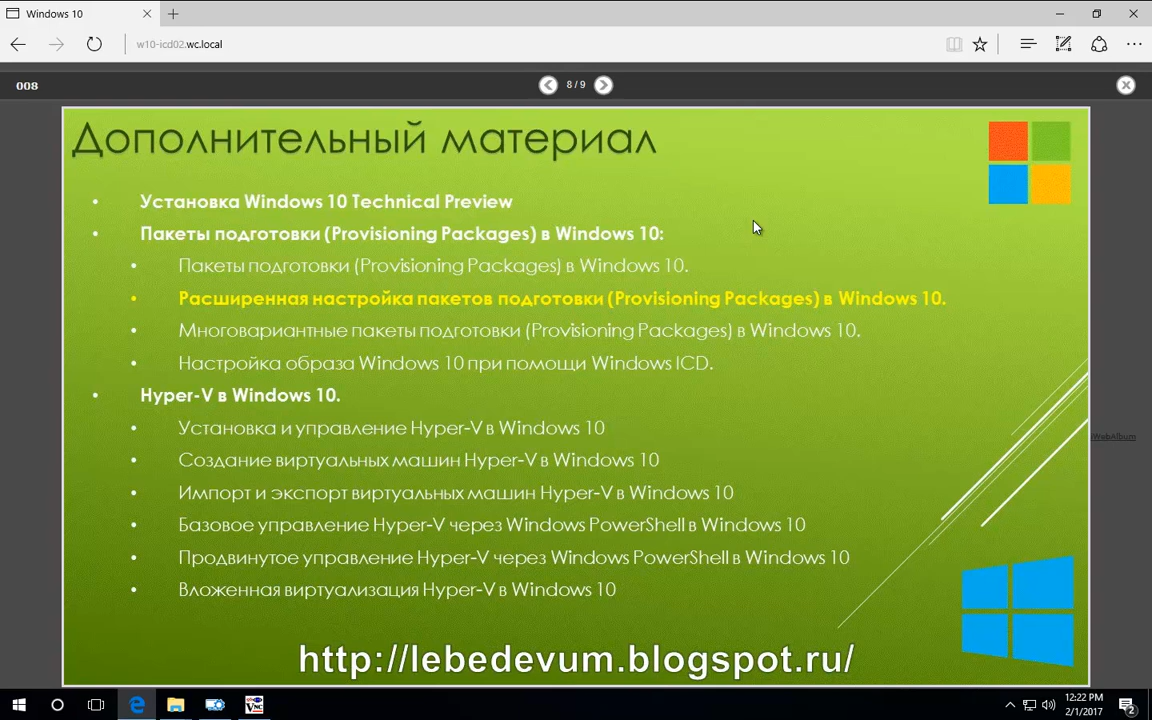 Windows 10
w10-icd02.wc.local
008
8 / 9
Дополнительный материал
• Установка Windows 10 Technical Preview
• Пакеты подготовки (Provisioning Packages) в Windows 10:
• Пакеты подготовки (Provisioning Packages) в Windows 10.
• Расширенная настройка пакетов подготовки (Provisioning Packages) в Windows 10.
• Многовариантные пакеты подготовки (Provisioning Packages) в Windows 10.
• Настройка образа Windows 10 при помощи Windows ICD.
• Hyper-V в Windows 10.
• Установка и управление Hyper-V в Windows 10
• Создание виртуальных машин Hyper-V в Windows 10
• Импорт и экспорт виртуальных машин Hyper-V в Windows 10
• Базовое управление Hyper-V через Windows PowerShell в Windows 10
• Продвинутое управление Hyper-V через Windows PowerShell в Windows 10
• Вложенная виртуализация Hyper-V в Windows 10
WebAlbum
http://lebedevum.blogspot.ru/
VNC
12:22 PM
2/1/2017
2